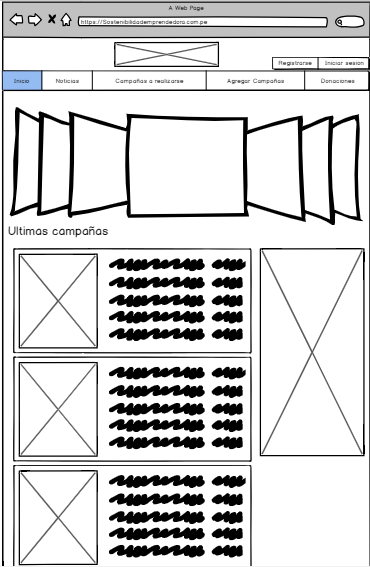 A Web Page
https://Sostenibilidademprendedora.com.pe
Registrarse Iniciar sesion
Inicio Noticias Campañas a realizarse Agregar Campañas Donaciones
Ultimas campañas